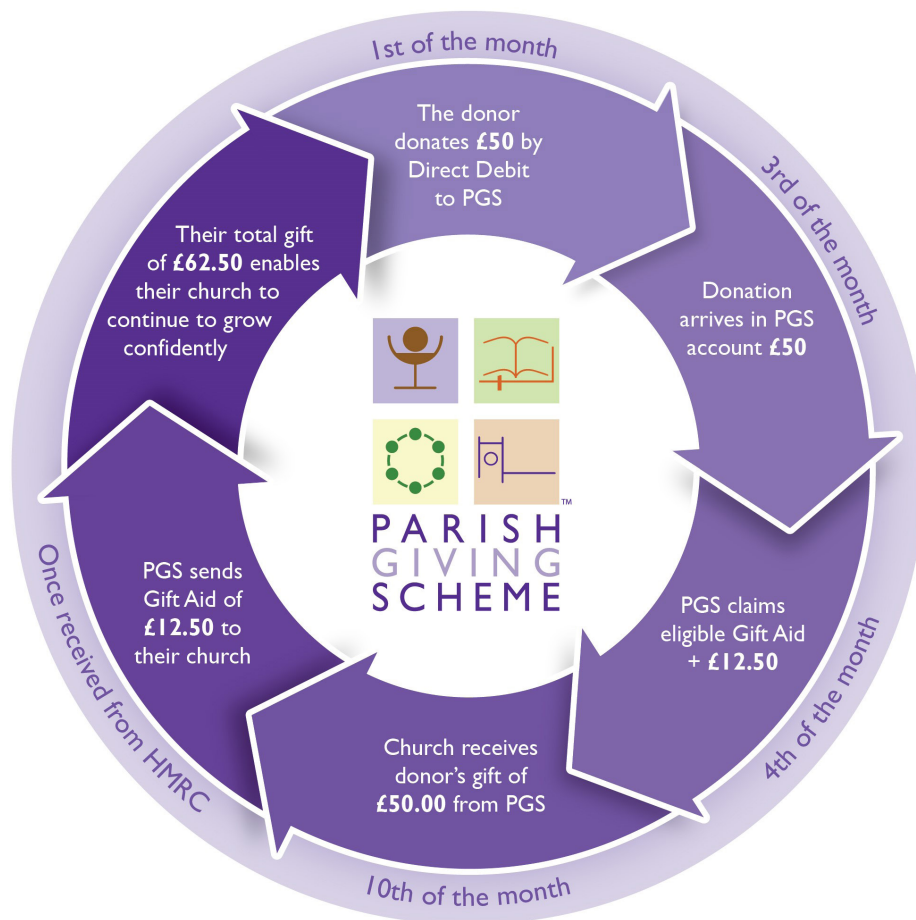 1st of the month
The donor
donates £50 by
Direct Debit
to PGS
3rd of the month
Donation
arrives in PGS
account £50
4th of the month
PGS claims
eligible Gift Aid
+ £12.50
10th of the month
Church receives
donor’s gift of
£50.00 from PGS
Once received from HMRC
PGS sends
Gift Aid of
£12.50 to
their church
Their total gift
of £62.50 enables
their church to
continue to grow
confidently
PARISH
GIVING
SCHEME
TM